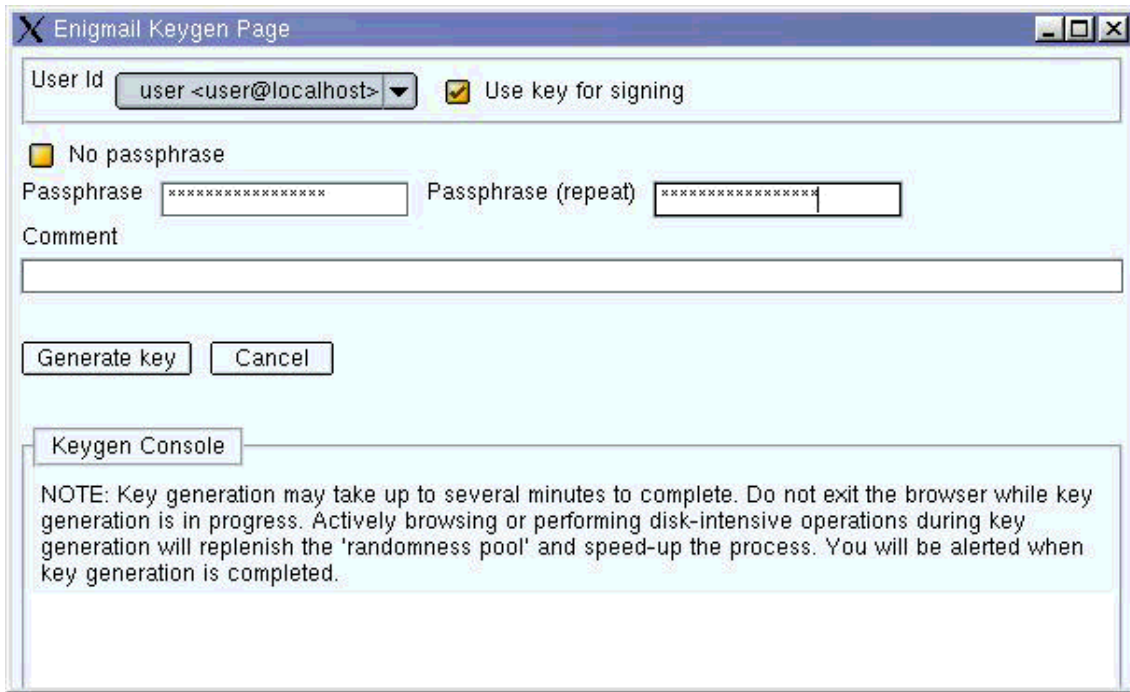 Enigmail Keygen Page
User Id user <user@localhost> Use key for signing
No passphrase
Passphrase ***************** Passphrase (repeat) *****************
Comment
Generate key Cancel
Keygen Console
NOTE: Key generation may take up to several minutes to complete. Do not exit the browser while key
generation is in progress. Actively browsing or performing disk-intensive operations during key
generation will replenish the 'randomness pool' and speed-up the process. You will be alerted when
key generation is completed.